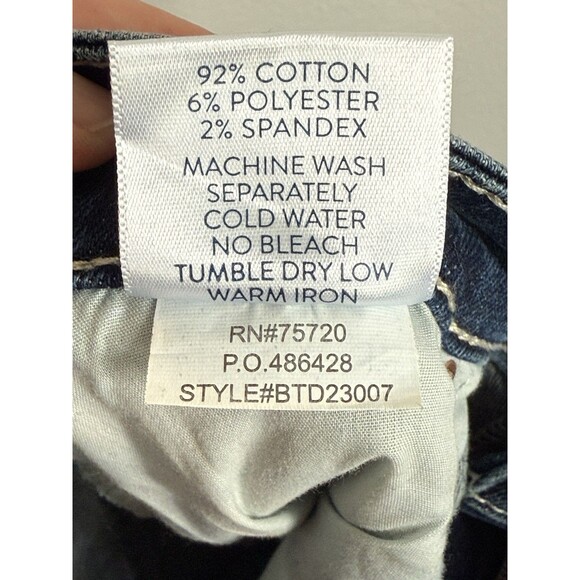 92% COTTON
6% POLYESTER
2% SPANDEX
MACHINE WASH
SEPARATELY
COLD WATER
NO BLEACH
TUMBLE DRY LOW
WARM IRON
RN#75720
P.O.486428
STYLE#BTD23007